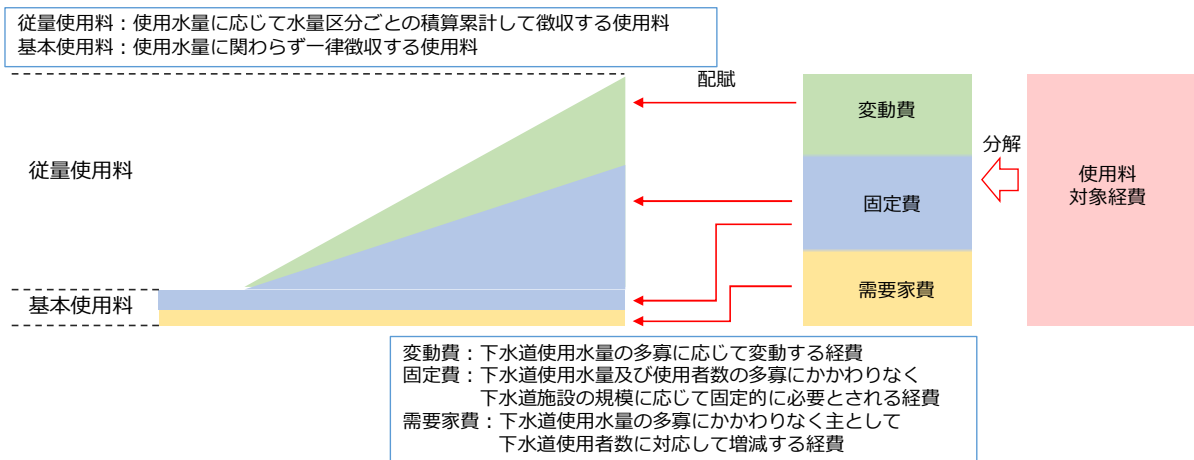 従量使用料：使用水量に応じて水量区分ごとの積算累計して徴収する使用料
基本使用料：使用水量に関わらず一律徴収する使用料
配賦
変動費
分解
従量使用料
使用料
対象経費
固定費
需要家費
基本使用料
変動費：下水道使用水量の多寡に応じて変動する経費
固定費：下水道使用水量及び使用者数の多寡にかかわりなく
下水道施設の規模に応じて固定的に必要とされる経費
需要家費：下水道使用水量の多寡にかかわりなく主として
下水道使用者数に対応して増減する経費